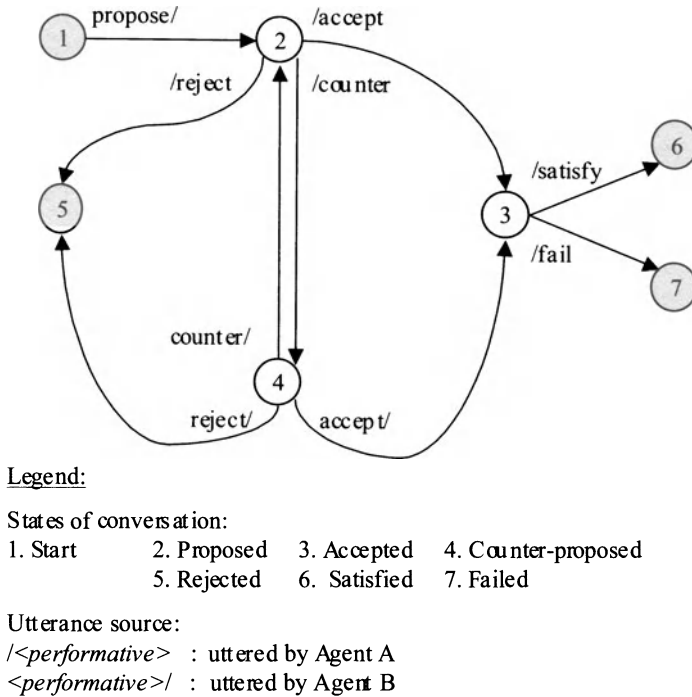 propose/
/accept
1
2
/reject
/counter
6
/satisfy
5
3
/fail
7
counter/
4
reject/
accept/
Legend:
States of conversation:
1. Start 2. Proposed 3. Accepted 4. Counter-proposed
5. Rejected 6. Satisfied 7. Failed
Utterance source:
/<performative> : uttered by Agent A
<performative>/ : uttered by Agent B